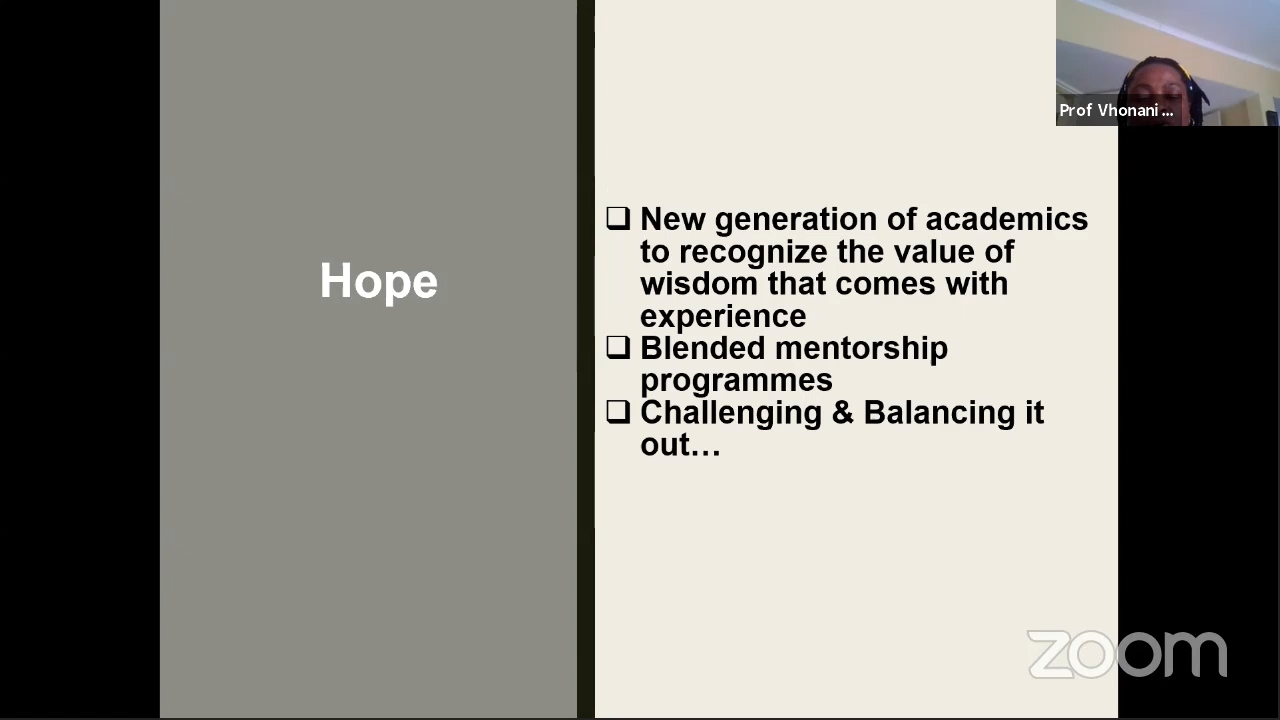 Prof Vhonani ...
Hope
❑ New generation of academics
to recognize the value of
wisdom that comes with
experience
❑ Blended mentorship
programmes
❑ Challenging & Balancing it
out…
zoom